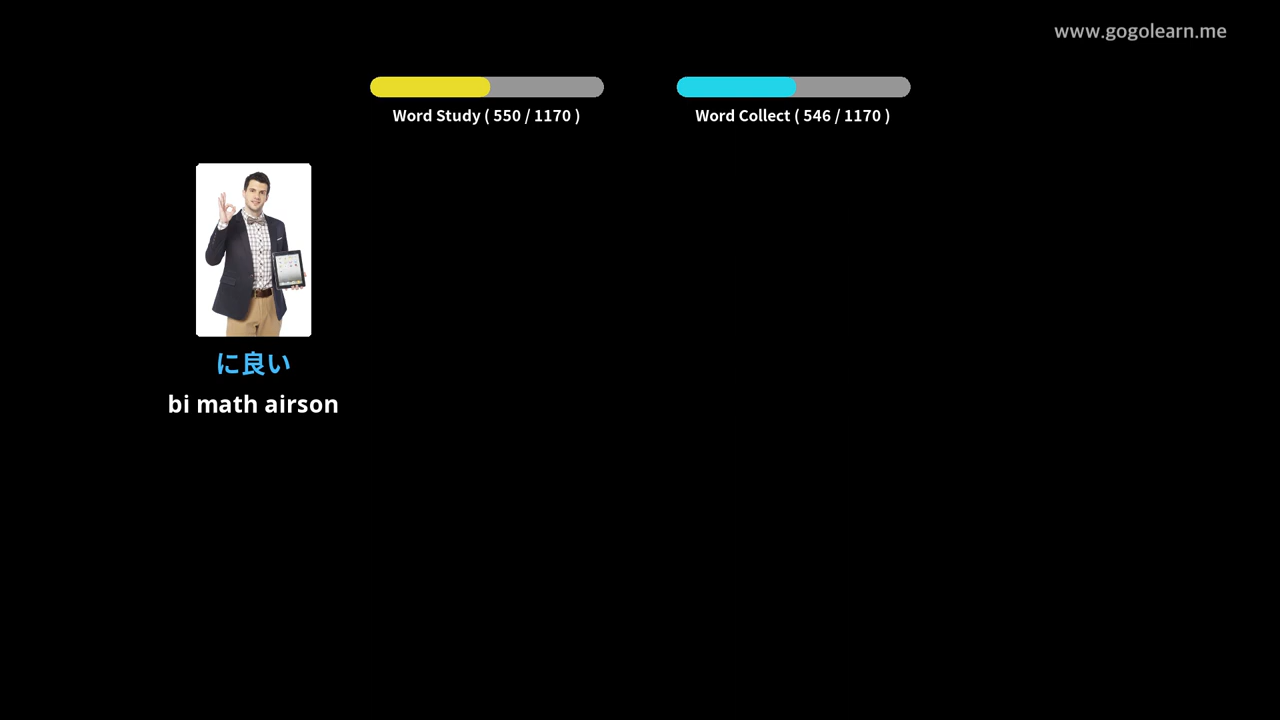 www.gogolearn.me
Word Study ( 550 / 1170 )
Word Collect ( 546 / 1170 )
に良い
bi math airson